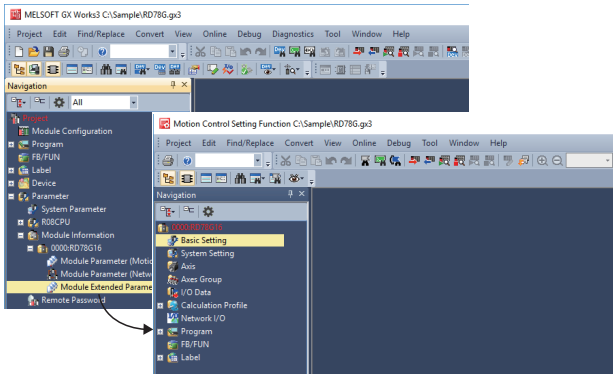 MELSOFT GX Works3 C:\Sample\RD78G.gx3
Project Edit Find/Replace Convert View Online Debug Diagnostics Tool Window Help
Navigation
All
Project
Module Configuration
Program
FB/FUN
Label
Device
Parameter
System Parameter
R08CPU
Module Information
0000:RD78G16
Module Parameter (Motic
Module Parameter (Netw
Module Extended Parame
Remote Password
Motion Control Setting Function C:\Sample\RD78G.gx3
Project Edit Find/Replace Convert View Online Debug Tool Window Help
Navigation
0000:RD78G16
Basic Setting
System Setting
Axis
Axes Group
I/O Data
Calculation Profile
Network I/O
Program
FB/FUN
Label